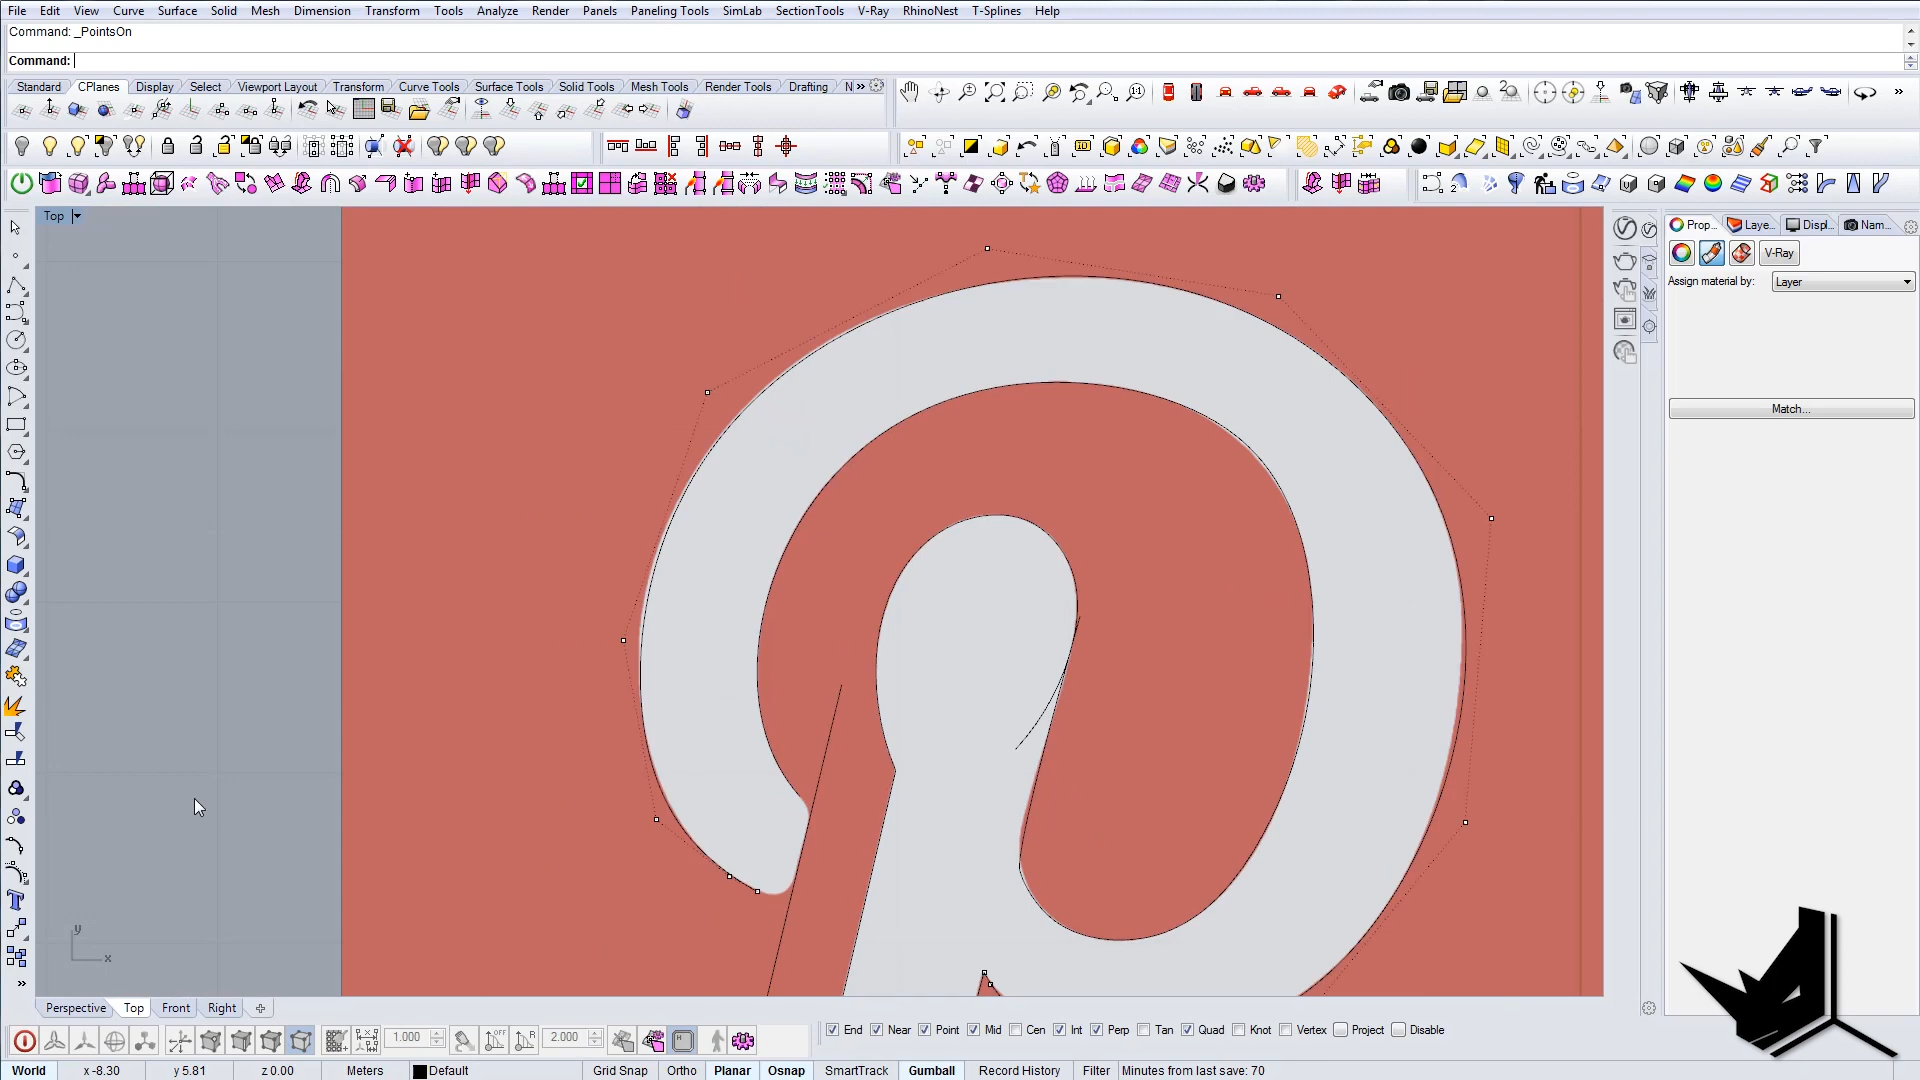 File Edit View Curve Surface Solid Mesh Dimension Transform Tools Analyze Render Panels Paneling Tools SimLab SectionTools V-Ray RhinoNest T-Splines Help
Command: _PointsOn
Command:
Standard CPlanes Display Select Viewport Layout Transform Curve Tools Surface Tools Solid Tools Mesh Tools Render Tools Drafting N »
Top
Prop... Laye... Displ... Nam...
V-Ray
Assign material by: Layer
Match...
y
x
Perspective Top Front Right
1.000 2.000 End Near Point Mid Cen Int Perp Tan Quad Knot Vertex Project Disable
World x -8.30 y 5.81 z 0.00 Meters Default Grid Snap Ortho Planar Osnap SmartTrack Gumball Record History Filter Minutes from last save: 70